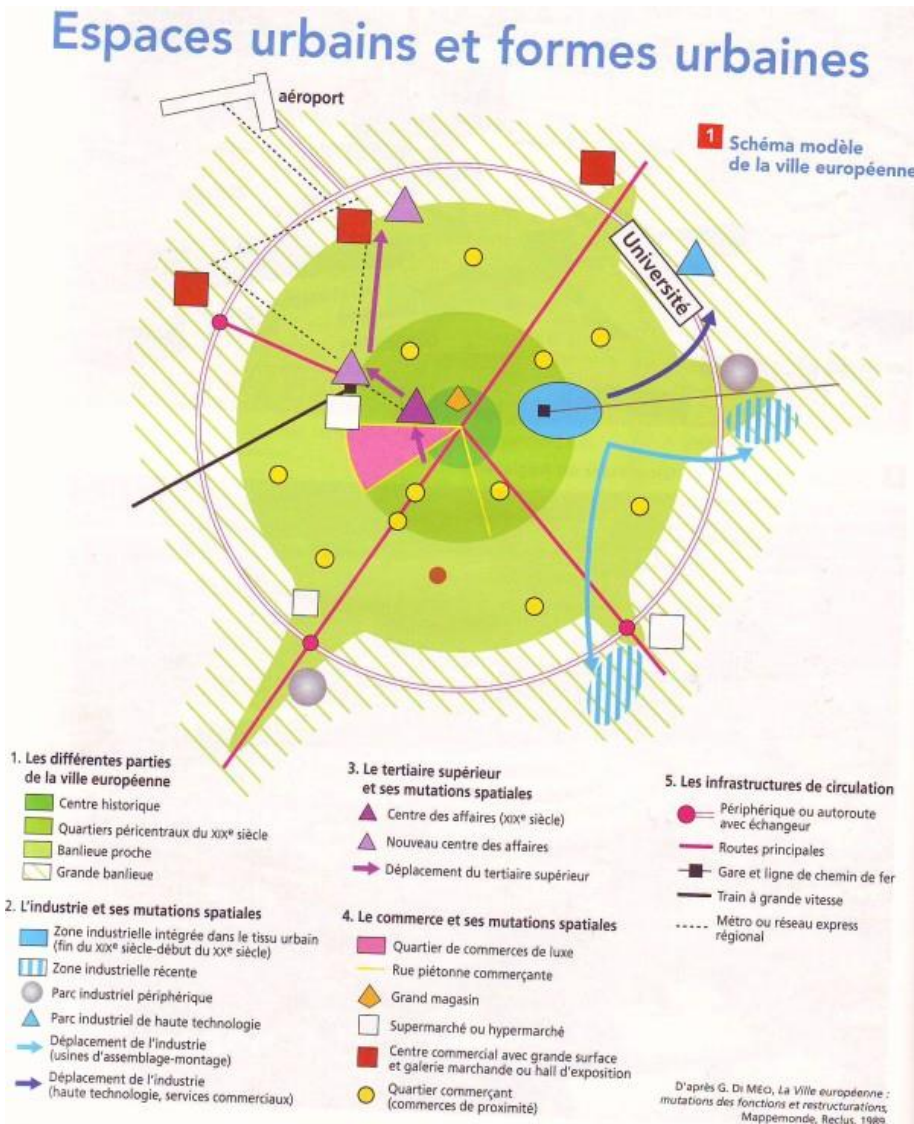 Espaces urbains et formes urbaines
aéroport
1 Schéma modèle
de la ville européenne
Université
1. Les différentes parties
de la ville européenne
Centre historique
Quartiers péricentraux du XIXe siècle
Banlieue proche
Grande banlieue
2. L'industrie et ses mutations spatiales
Zone industrielle intégrée dans le tissu urbain
(fin du XIXe siècle-début du XXe siècle)
Zone industrielle récente
Parc industriel périphérique
Parc industriel de haute technologie
Déplacement de l'industrie
(usines d'assemblage-montage)
Déplacement de l'industrie
(haute technologie, services commerciaux)
3. Le tertiaire supérieur
et ses mutations spatiales
Centre des affaires (XIXe siècle)
Nouveau centre des affaires
Déplacement du tertiaire supérieur
4. Le commerce et ses mutations spatiales
Quartier de commerces de luxe
Rue piétonne commerçante
Grand magasin
Supermarché ou hypermarché
Centre commercial avec grande surface
et galerie marchande ou hall d'exposition
Quartier commerçant
(commerces de proximité)
5. Les infrastructures de circulation
Périphérique ou autoroute
avec échangeur
Routes principales
Gare et ligne de chemin de fer
Train à grande vitesse
Métro ou réseau express
régional
D'après G. DI MÉO, La Ville européenne :
mutations des fonctions et restructurations,
Mappemonde, Reclus, 1989.